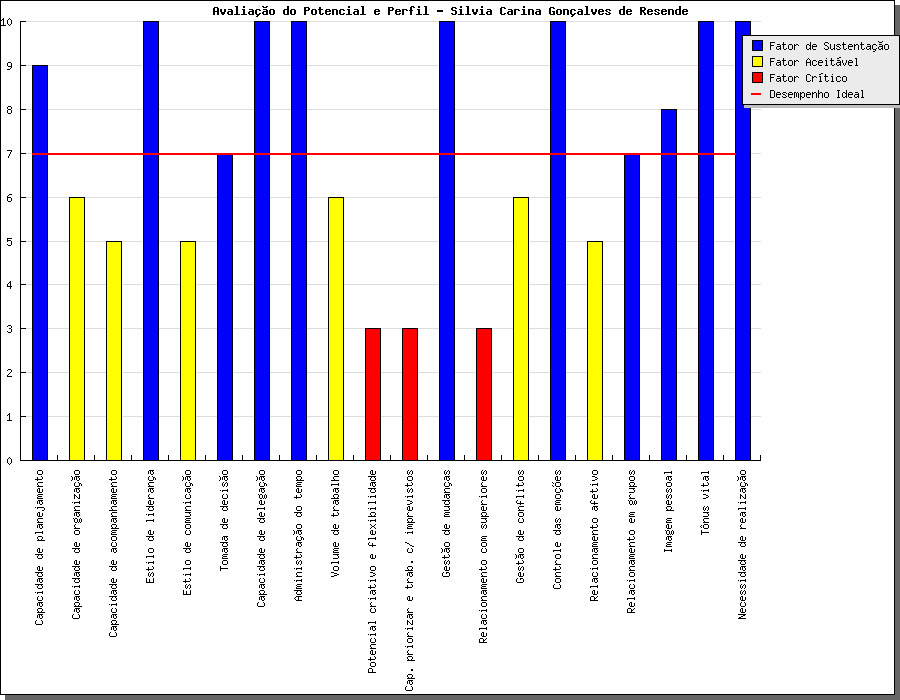 Avaliação do Potencial e Perfil - Silvia Carina Gonçalves de Resende
Fator de Sustentação
Fator Aceitável
Fator Crítico
Desempenho Ideal
10
9
8
7
6
5
4
3
2
1
0
Capacidade de planejamento
Capacidade de organização
Capacidade de acompanhamento
Estilo de liderança
Estilo de comunicação
Tomada de decisão
Capacidade de delegação
Administração do tempo
Volume de trabalho
Potencial criativo e flexibilidade
Cap. priorizar e trab. c/ imprevistos
Gestão de mudanças
Relacionamento com superiores
Gestão de conflitos
Controle das emoções
Relacionamento afetivo
Relacionamento em grupos
Imagem pessoal
Tônus vital
Necessidade de realização